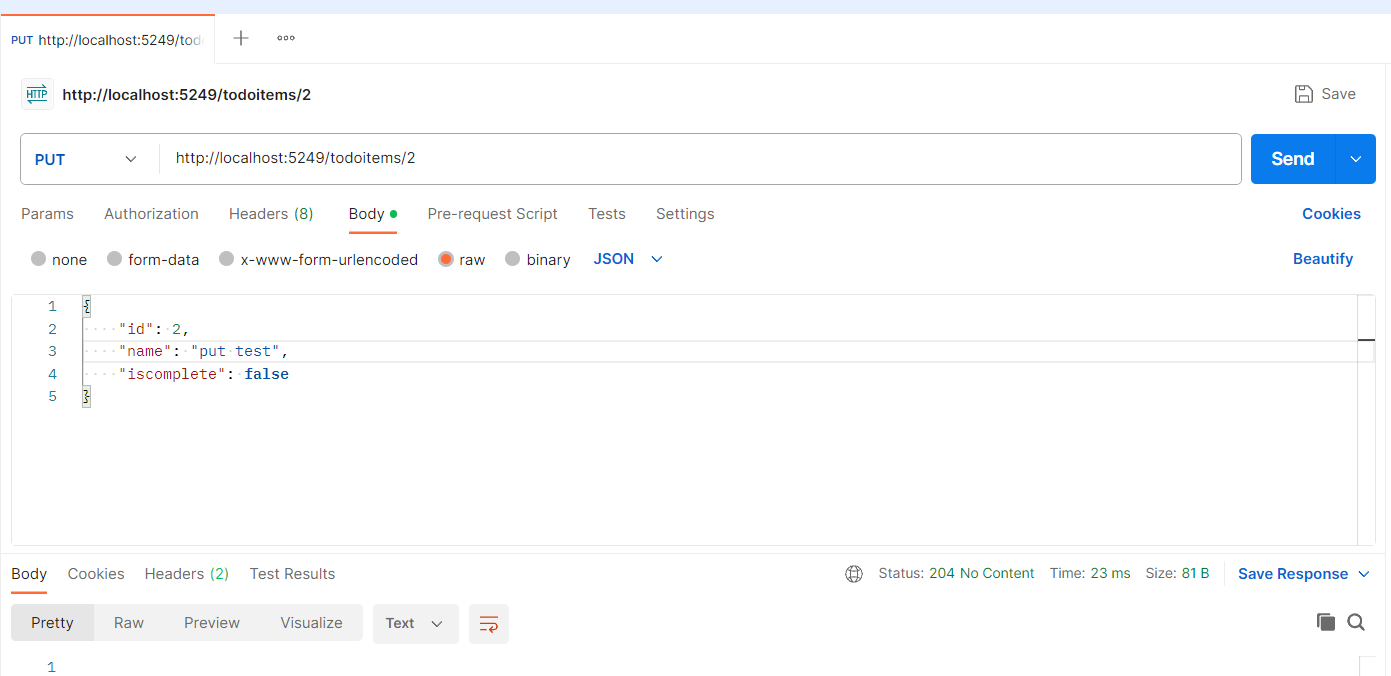 PUT http://localhost:5249/tod
HTTP http://localhost:5249/todoitems/2 Save
PUT http://localhost:5249/todoitems/2 Send
Params Authorization Headers (8) Body Pre-request Script Tests Settings Cookies
none form-data x-www-form-urlencoded raw binary JSON Beautify
1 {
2 "id": 2,
3 "name": "put test",
4 "iscomplete": false
5 }
Body Cookies Headers (2) Test Results Status: 204 No Content Time: 23 ms Size: 81 B Save Response
Pretty Raw Preview Visualize Text
1